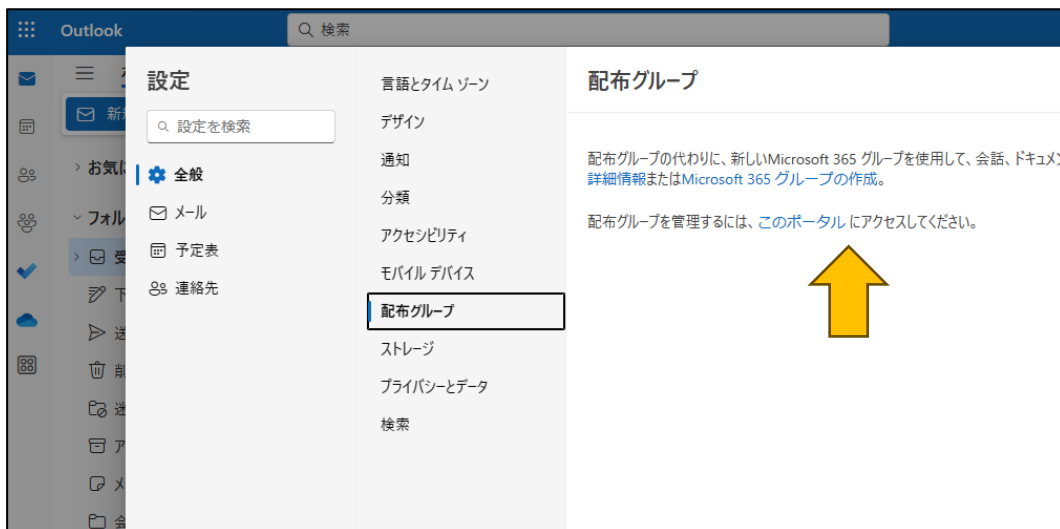 Outlook
検索
設定
設定を検索
全般
メール
予定表
連絡先
言語とタイム ゾーン
デザイン
通知
分類
アクセシビリティ
モバイル デバイス
配布グループ
ストレージ
プライバシーとデータ
検索
配布グループ
配布グループの代わりに、新しいMicrosoft 365 グループを使用して、会話、ドキュメン
詳細情報またはMicrosoft 365 グループの作成。
配布グループを管理するには、このポータル にアクセスしてください。
お気に
フォル
受
下
送
削
迷
ア
メ
会